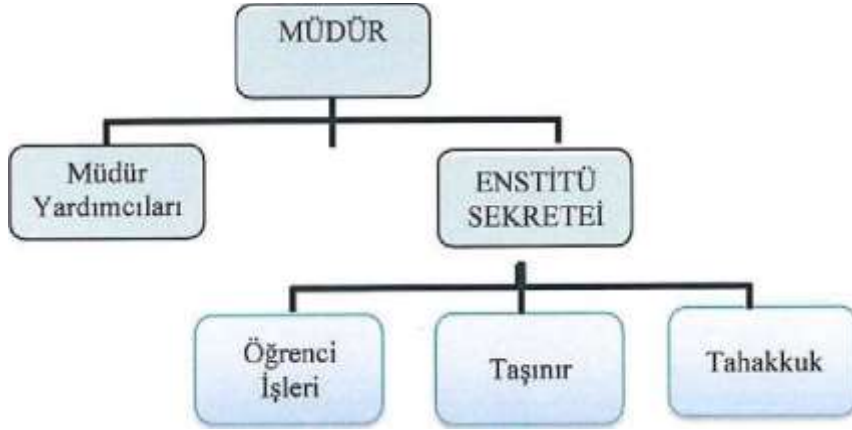 MÜDÜR
Müdür
Yardımcıları
ENSTİTÜ
SEKRETEİ
Öğrenci
İşleri
Taşınır
Tahakkuk